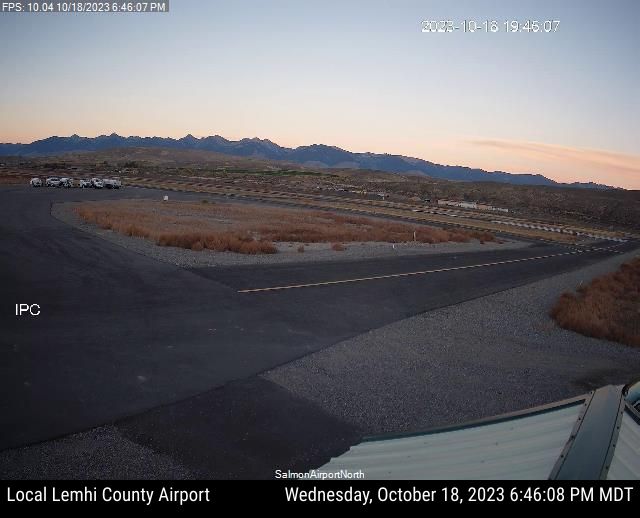 FPS: 10.04 10/18/2023 6:46:07 PM
2023-10-18 19:46:07
IPC
SalmonAirportNorth
Local Lemhi County Airport Wednesday, October 18, 2023 6:46:08 PM MDT